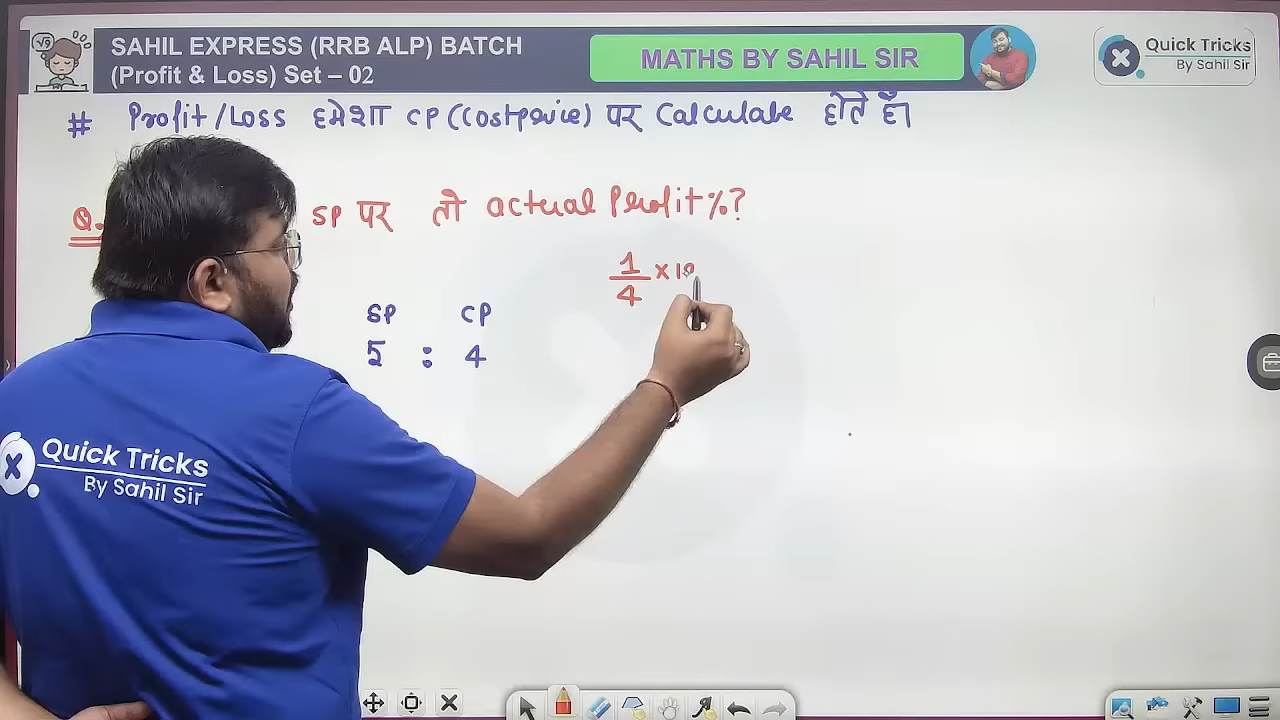 SAHIL EXPRESS (RRB ALP) BATCH
(Profit & Loss) Set – 02
MATHS BY SAHIL SIR
Quick Tricks
By Sahil Sir
# Profit/Loss हमेशा CP (Costprice) पर Calculate होते हैं।
Q. SP पर तो actual Profit%?
1/4 × 10
SP CP
5 : 4
Quick Tricks
By Sahil Sir